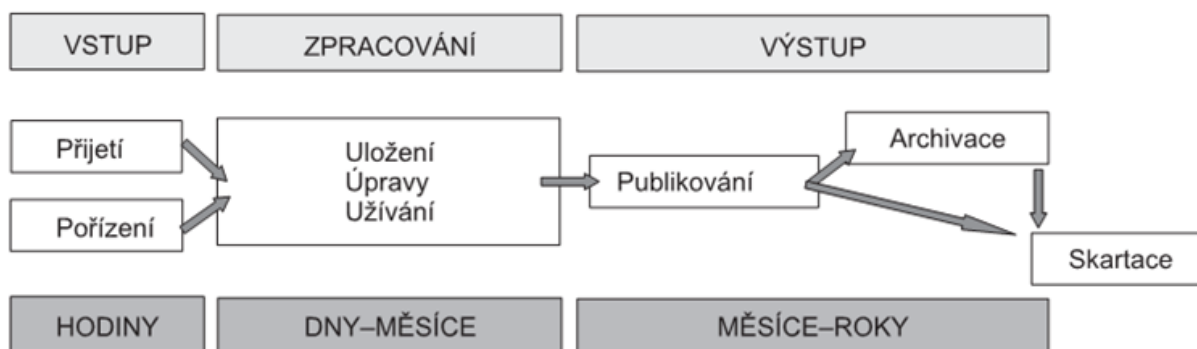 VSTUP
ZPRACOVÁNÍ
VÝSTUP
Přijetí
Pořízení
Uložení
Úpravy
Užívání
Publikování
Archivace
Skartace
HODINY
DNY–MĚSÍCE
MĚSÍCE–ROKY